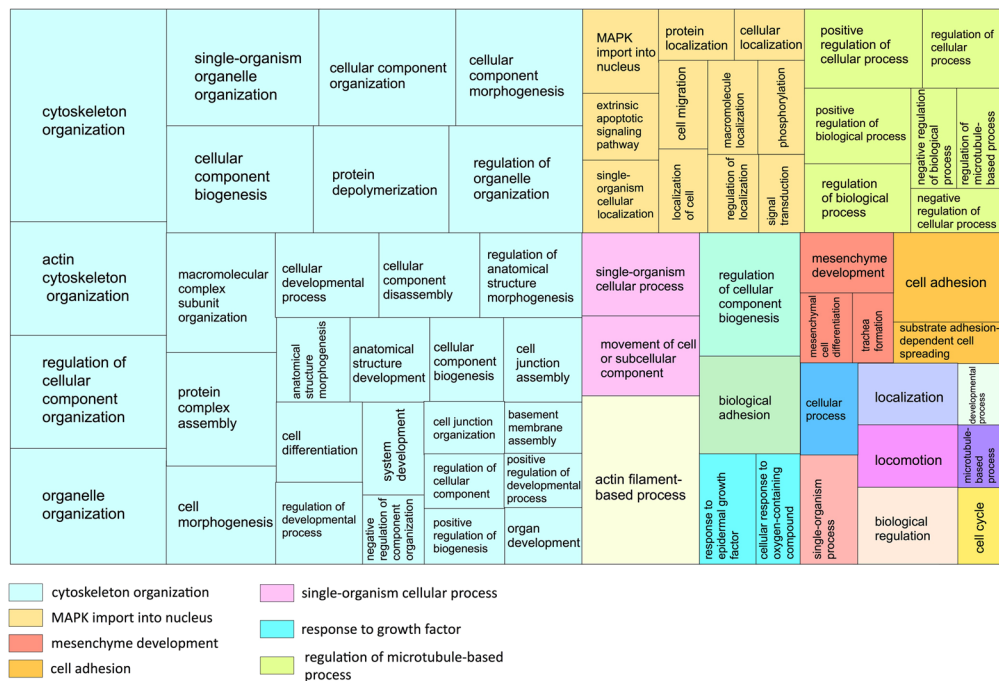 cytoskeleton
organization
single-organism
organelle
organization
cellular component
organization
cellular
component
morphogenesis
cellular
component
biogenesis
protein
depolymerization
regulation of
organelle
organization
actin
cytoskeleton
organization
regulation of
cellular
component
organization
organelle
organization
macromolecular
complex
subunit
organization
cellular
developmental
process
cellular
component
disassembly
regulation of
anatomical
structure
morphogenesis
protein
complex
assembly
cell
morphogenesis
anatomical
structure
morphogenesis
anatomical
structure
development
cellular
component
biogenesis
cell
junction
assembly
cell
differentiation
system
development
cell junction
organization
basement
membrane
assembly
regulation of
cellular
component
positive
regulation of
developmental
process
regulation of
developmental
process
negative
regulation of
component
organization
positive
regulation of
biogenesis
organ
development
MAPK
import into
nucleus
protein
localization
cellular
localization
extrinsic
apoptotic
signaling
pathway
cell migration
macromolecule
localization
phosphorylation
single-
organism
cellular
localization
localization
of cell
regulation of
localization
signal
transduction
positive
regulation of
cellular process
regulation of
cellular
process
positive
regulation of
biological process
negative regulation
of biological
process
regulation of
microtubule-
based process
regulation
of biological
process
negative
regulation of
cellular process
single-organism
cellular process
movement of cell
or subcellular
component
actin filament-
based process
regulation
of cellular
component
biogenesis
biological
adhesion
response to
epidermal growth
factor
cellular response to
oxygen-containing
compound
mesenchyme
development
mesenchymal
cell
differentiation
trachea
formation
cell adhesion
substrate adhesion-
dependent cell
spreading
cellular
process
localization
developmental
process
locomotion
microtubule-
based
process
single-organism
process
biological
regulation
cell cycle
cytoskeleton organization
MAPK import into nucleus
mesenchyme development
cell adhesion
single-organism cellular process
response to growth factor
regulation of microtubule-based
process